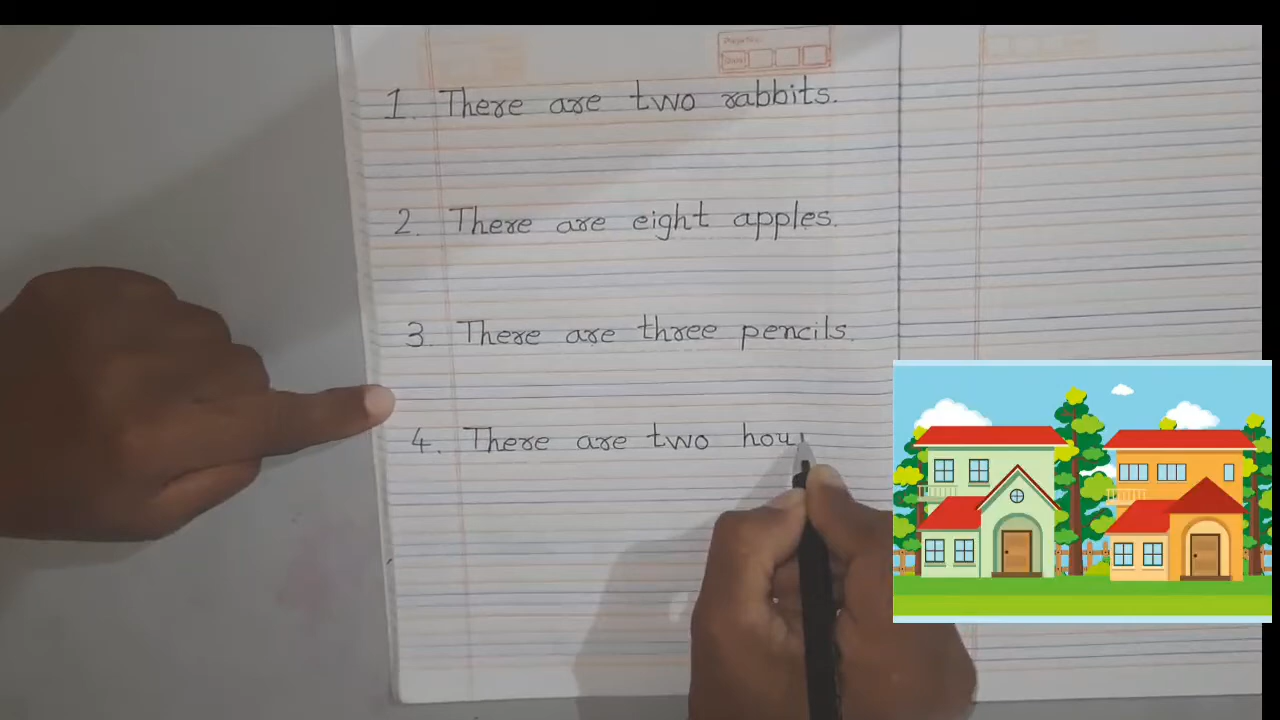 1. There are two rabbits.
2. There are eight apples.
3. There are three pencils.
4. There are two hou